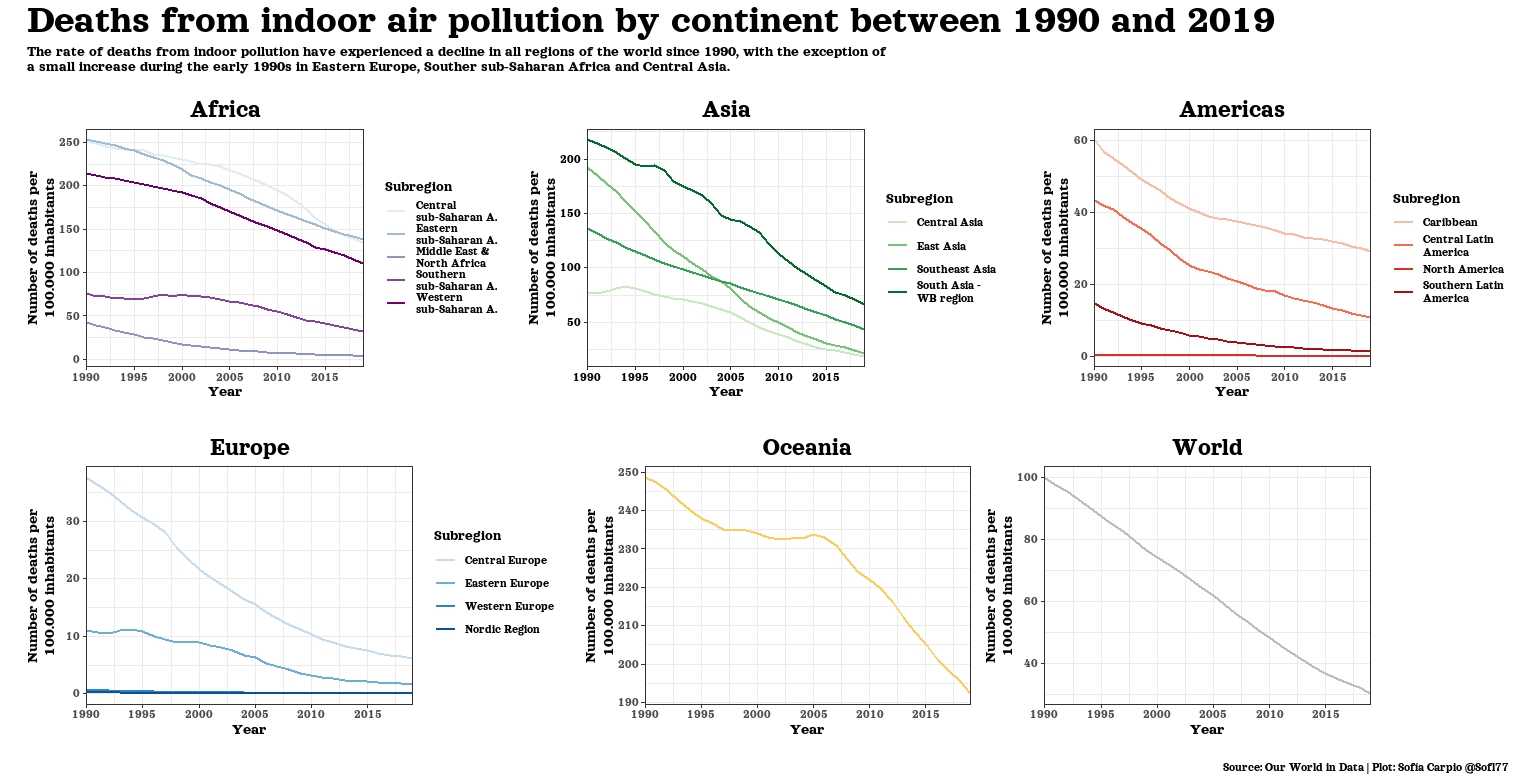 Deaths from indoor air pollution by continent between 1990 and 2019
The rate of deaths from indoor pollution have experienced a decline in all regions of the world since 1990, with the exception of
a small increase during the early 1990s in Eastern Europe, Souther sub-Saharan Africa and Central Asia.
Africa
Number of deaths per
100.000 inhabitants
250
200
150
100
50
0
1990 1995 2000 2005 2010 2015
Year
Subregion
Central
sub-Saharan A.
Eastern
sub-Saharan A.
Middle East &
North Africa
Southern
sub-Saharan A.
Western
sub-Saharan A.
Asia
Number of deaths per
100.000 inhabitants
200
150
100
50
1990 1995 2000 2005 2010 2015
Year
Subregion
Central Asia
East Asia
Southeast Asia
South Asia -
WB region
Americas
Number of deaths per
100.000 inhabitants
60
40
20
0
1990 1995 2000 2005 2010 2015
Year
Subregion
Caribbean
Central Latin
America
North America
Southern Latin
America
Europe
Number of deaths per
100.000 inhabitants
30
20
10
0
1990 1995 2000 2005 2010 2015
Year
Subregion
Central Europe
Eastern Europe
Western Europe
Nordic Region
Oceania
Number of deaths per
100.000 inhabitants
250
240
230
220
210
200
190
1990 1995 2000 2005 2010 2015
Year
World
Number of deaths per
100.000 inhabitants
100
80
60
40
1990 1995 2000 2005 2010 2015
Year
Source: Our World in Data | Plot: Sofía Carpio @Sofl77